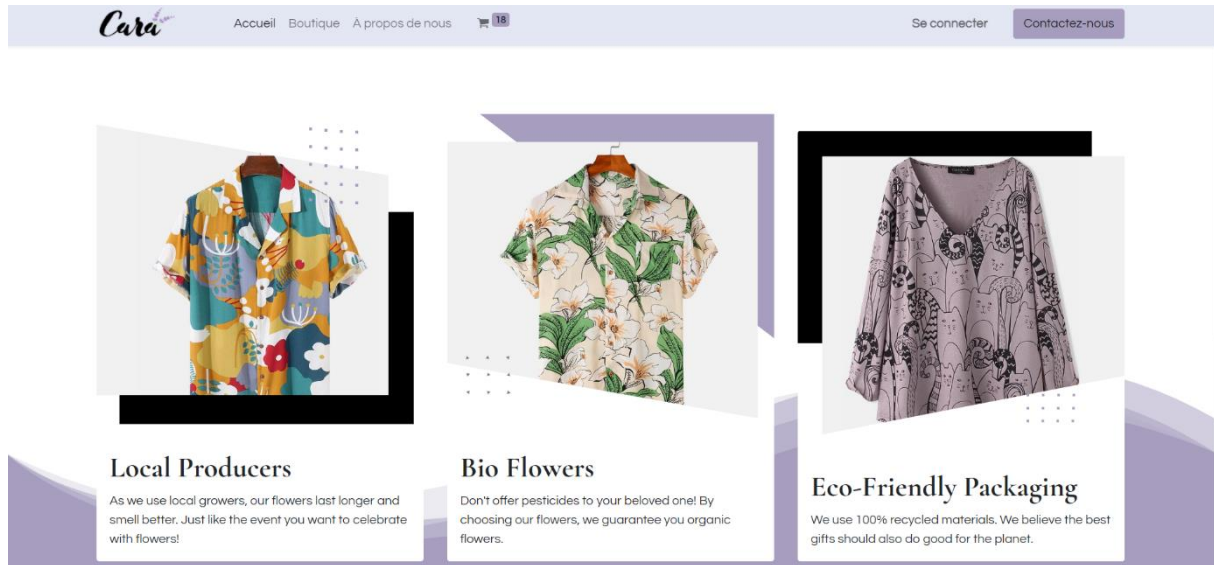 Cara
Accueil Boutique À propos de nous 18 Se connecter Contactez-nous
Local Producers
As we use local growers, our flowers last longer and
smell better. Just like the event you want to celebrate
with flowers!
Bio Flowers
Don't offer pesticides to your beloved one! By
choosing our flowers, we guarantee you organic
flowers.
Eco-Friendly Packaging
We use 100% recycled materials. We believe the best
gifts should also do good for the planet.